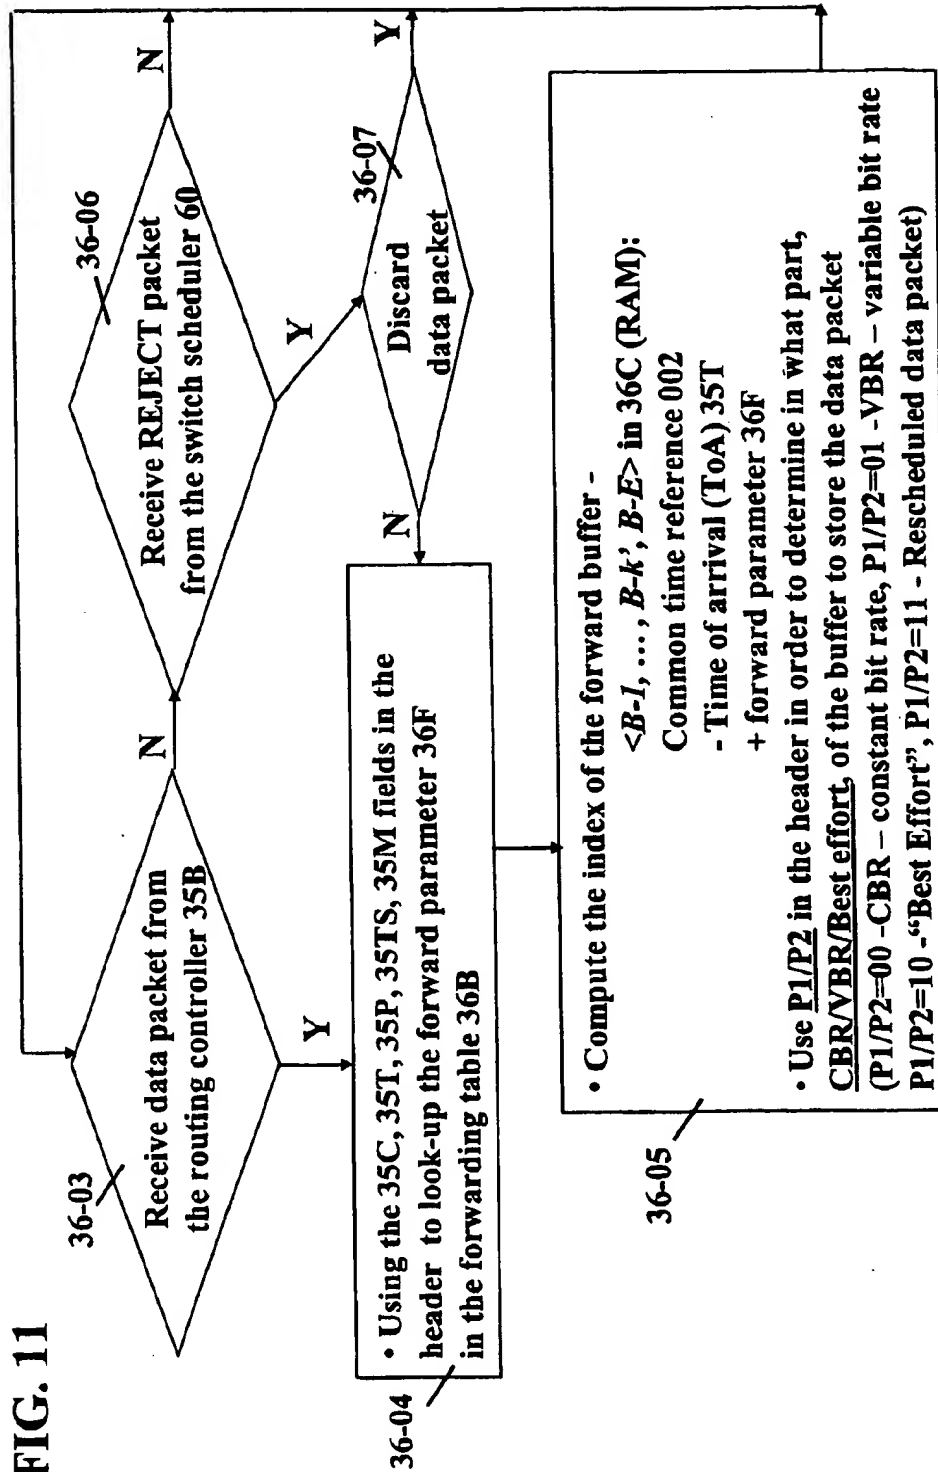 FIG. 11
36-03
Receive data packet from
the routing controller 35B
N
Y
36-06
Receive REJECT packet
from the switch scheduler 60
N
Y
36-07
Discard
data packet
Y
N
36-04
• Using the 35C, 35T, 35P, 35TS, 35M fields in the
header to look-up the forward parameter 36F
in the forwarding table 36B
36-05
• Compute the index of the forward buffer -
<B-1, ..., B-k', B-E> in 36C (RAM):
Common time reference 002
- Time of arrival (ToA) 35T
+ forward parameter 36F
• Use P1/P2 in the header in order to determine in what part,
CBR/VBR/Best effort, of the buffer to store the data packet
(P1/P2=00 -CBR – constant bit rate, P1/P2=01 -VBR – variable bit rate
P1/P2=10 -“Best Effort”, P1/P2=11 - Rescheduled data packet)